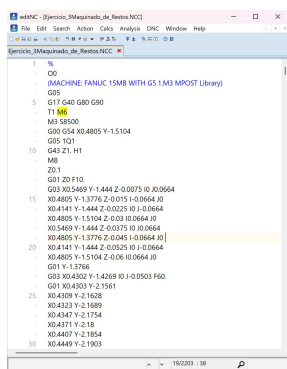 editNC - [Ejercicio_3Maquinado_de_Restos.NCC]
File Edit Search Action Calcs Analysis DNC Window Help
Ejercicio_3Maquinado_de_Restos.NCC
1 %
O0
(MACHINE: FANUC 15MB WITH G5.1.M3 MPOST Library)
G05
5 G17 G40 G80 G90
T1 M6
M3 S8500
G00 G54 X0.4805 Y-1.5104
G05 1Q1
10 G43 Z1. H1
M8
Z0.1
G01 Z0 F10.
G03 X0.5469 Y-1.444 Z-0.0075 I0 J0.0664
15 X0.4805 Y-1.3776 Z-0.015 I-0.0664 J0
X0.4141 Y-1.444 Z-0.0225 I0 J-0.0664
X0.4805 Y-1.5104 Z-0.03 I0.0664 J0
X0.5469 Y-1.444 Z-0.0375 I0 J0.0664
X0.4805 Y-1.3776 Z-0.045 I-0.0664 J0
20 X0.4141 Y-1.444 Z-0.0525 I0 J-0.0664
X0.4805 Y-1.5104 Z-0.06 I0.0664 J0
G01 Y-1.3766
G03 X0.4302 Y-1.4269 I0 J-0.0503 F60.
G01 X0.4303 Y-2.1561
25 X0.4309 Y-2.1628
X0.4323 Y-2.1689
X0.4347 Y-2.1754
X0.4371 Y-2.18
X0.4407 Y-2.1854
30 X0.4449 Y-2.1903
19/2203 : 38